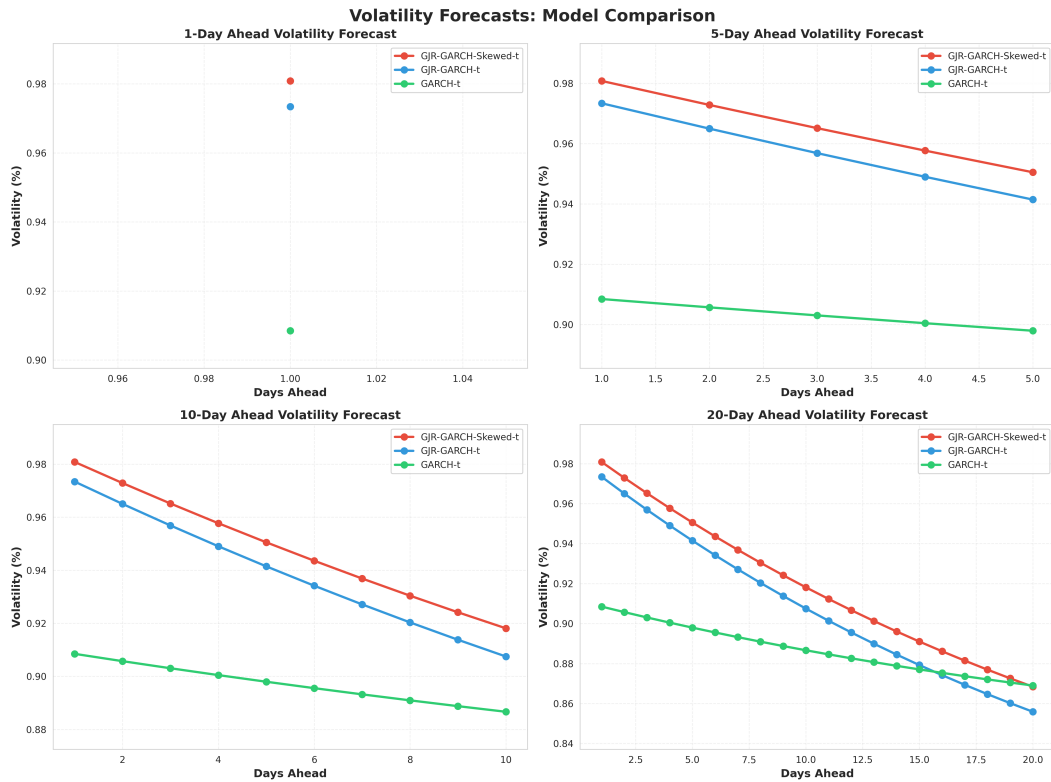 Volatility Forecasts: Model Comparison
1-Day Ahead Volatility Forecast
GJR-GARCH-Skewed-t
GJR-GARCH-t
GARCH-t
Volatility (%)
0.98
0.96
0.94
0.92
0.90
0.96 0.98 1.00 1.02 1.04
Days Ahead
5-Day Ahead Volatility Forecast
GJR-GARCH-Skewed-t
GJR-GARCH-t
GARCH-t
Volatility (%)
0.98
0.96
0.94
0.92
0.90
1.0 1.5 2.0 2.5 3.0 3.5 4.0 4.5 5.0
Days Ahead
10-Day Ahead Volatility Forecast
GJR-GARCH-Skewed-t
GJR-GARCH-t
GARCH-t
Volatility (%)
0.98
0.96
0.94
0.92
0.90
0.88
2 4 6 8 10
Days Ahead
20-Day Ahead Volatility Forecast
GJR-GARCH-Skewed-t
GJR-GARCH-t
GARCH-t
Volatility (%)
0.98
0.96
0.94
0.92
0.90
0.88
0.86
0.84
2.5 5.0 7.5 10.0 12.5 15.0 17.5 20.0
Days Ahead